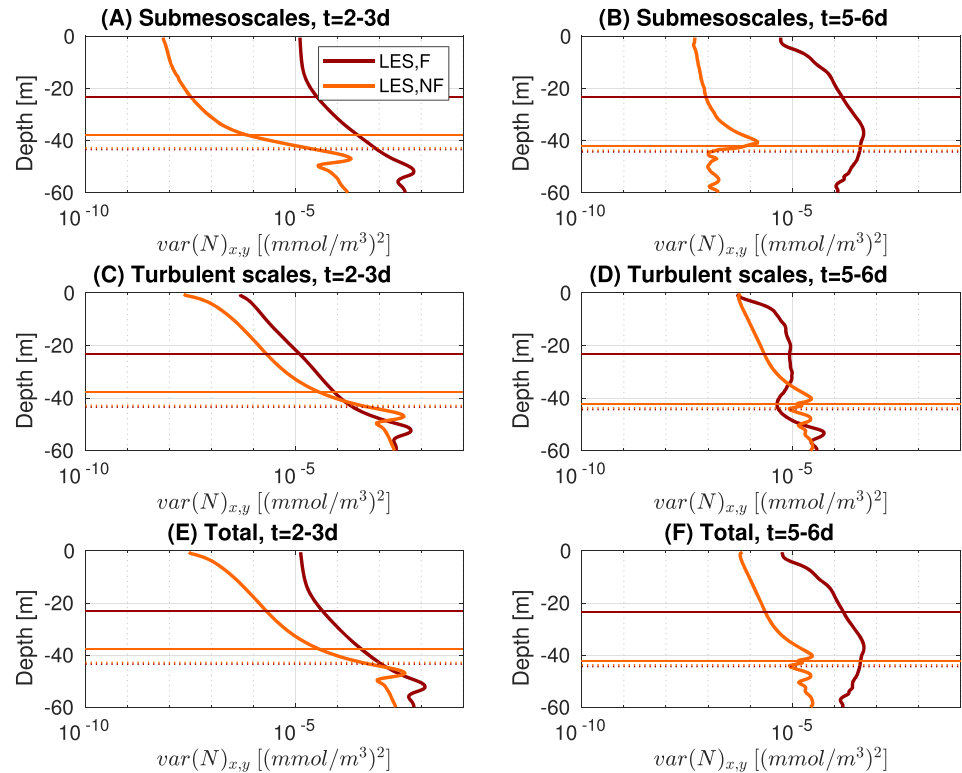 (A) Submesoscales, t=2-3d
(B) Submesoscales, t=5-6d
0
-20
-40
-60
Depth [m]
LES,F
LES,NF
10^-10
10^-5
var(N)_{x,y} [(mmol/m^3)^2]
0
-20
-40
-60
Depth [m]
10^-10
10^-5
var(N)_{x,y} [(mmol/m^3)^2]
(C) Turbulent scales, t=2-3d
(D) Turbulent scales, t=5-6d
0
-20
-40
-60
Depth [m]
10^-10
10^-5
var(N)_{x,y} [(mmol/m^3)^2]
0
-20
-40
-60
Depth [m]
10^-10
10^-5
var(N)_{x,y} [(mmol/m^3)^2]
(E) Total, t=2-3d
(F) Total, t=5-6d
0
-20
-40
-60
Depth [m]
10^-10
10^-5
var(N)_{x,y} [(mmol/m^3)^2]
0
-20
-40
-60
Depth [m]
10^-10
10^-5
var(N)_{x,y} [(mmol/m^3)^2]